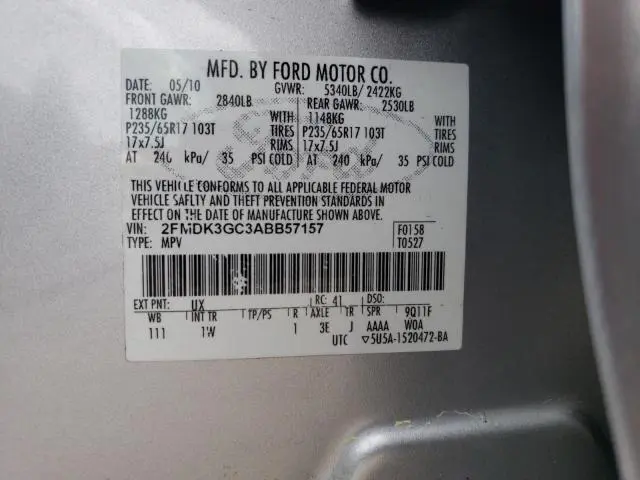 MFD. BY FORD MOTOR CO.
DATE: 05/10 GVWR: 5340LB/ 2422KG
FRONT GAWR: 2840LB REAR GAWR: 2530LB
1288KG WITH 1148KG WITH
P235/65R17 103T TIRES P235/65R17 103T TIRES
17x7.5J RIMS 17x7.5J RIMS
AT 240 kPa/ 35 PSI COLD AT 240 kPa/ 35 PSI COLD
Ford
THIS VEHICLE CONFORMS TO ALL APPLICABLE FEDERAL MOTOR
VEHICLE SAFETY AND THEFT PREVENTION STANDARDS IN
EFFECT ON THE DATE OF MANUFACTURE SHOWN ABOVE.
VIN: 2FMDK3GC3ABB57157 F0158
TYPE: MPV T0527
EXT PNT: UX RC: 41 DSO:
WB INT TR TP/PS R AXLE TR SPR 9Q11F
111 1W 1 3E J AAAA WOA
UTC ▽5U5A-1520472-BA